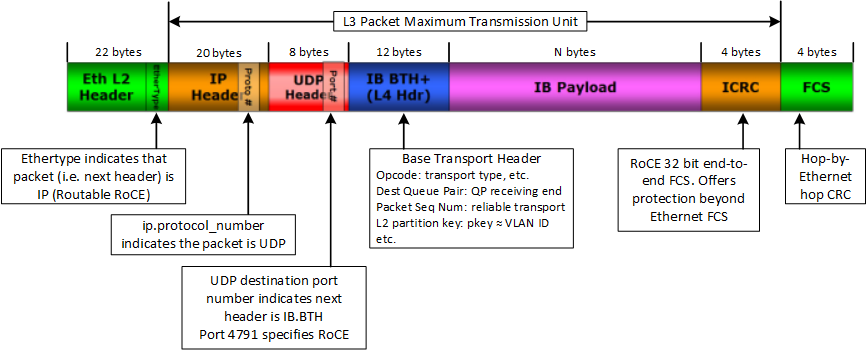 L3 Packet Maximum Transmission Unit
22 bytes
20 bytes
8 bytes
12 bytes
N bytes
4 bytes
4 bytes
Eth L2
Header
EtherType
IP
Header
Proto #
UDP
Header
Port #
IB BTH+
(L4 Hdr)
IB Payload
ICRC
FCS
Ethertype indicates that
packet (i.e. next header) is
IP (Routable RoCE)
ip.protocol_number
indicates the packet is UDP
UDP destination port
number indicates next
header is IB.BTH
Port 4791 specifies RoCE
Base Transport Header
Opcode: transport type, etc.
Dest Queue Pair: QP receiving end
Packet Seq Num: reliable transport
L2 partition key: pkey ≈ VLAN ID
etc.
RoCE 32 bit end-to-
end FCS. Offers
protection beyond
Ethernet FCS
Hop-by-
Ethernet
hop CRC